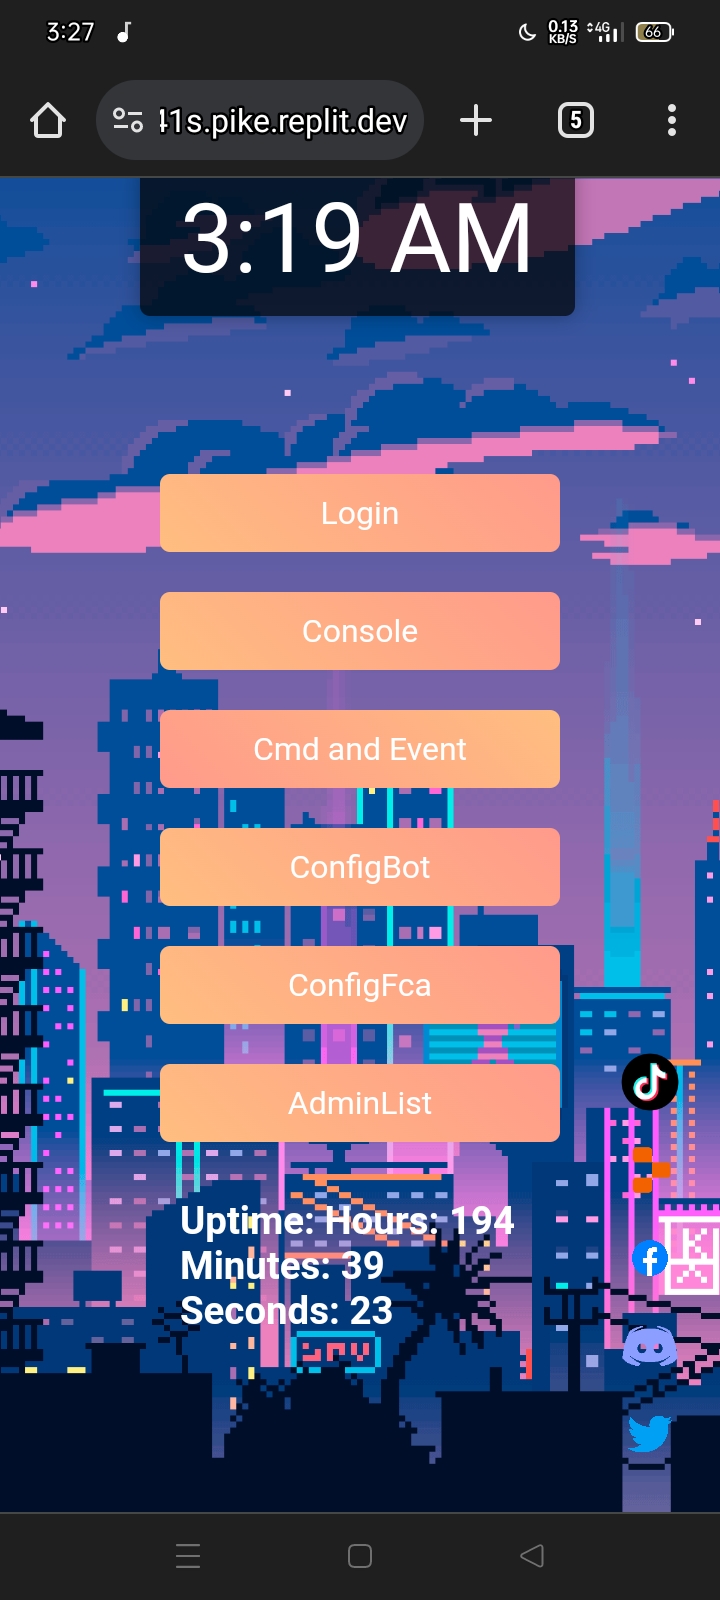 3:27
0.13
KB/S
4G
66
41s.pike.replit.dev
5
3:19 AM
Login
Console
Cmd and Event
ConfigBot
ConfigFca
AdminList
Uptime: Hours: 194
Minutes: 39
Seconds: 23